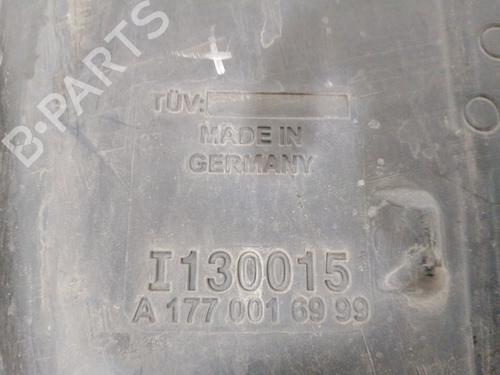 B-PARTS
TÜV:
MADE IN
GERMANY
I130015
A 177 001 69 99